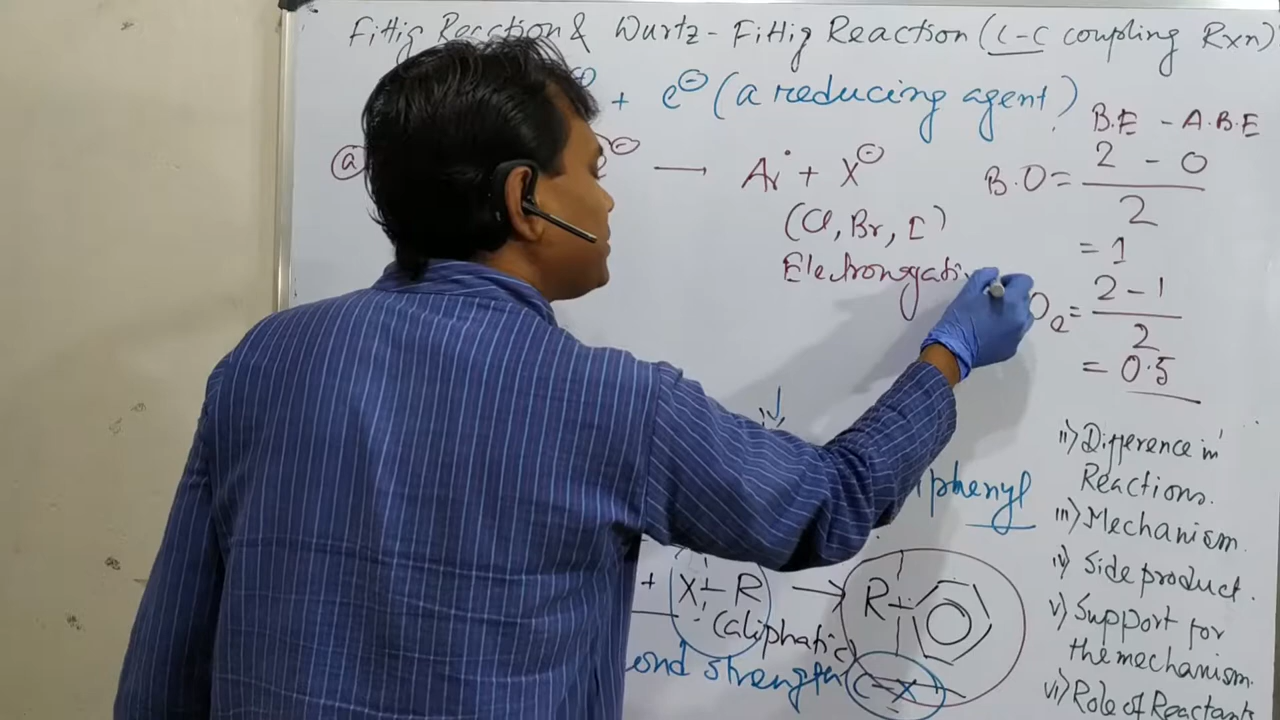 Fittig Reaction & Wurtz-Fittig Reaction (C-C coupling Rxn)
+ e⊖ (a reducing agent)
B.E - A.B.E
ⓐ ⊖ → Ar• + X⊖
B.O = 2 - 0 / 2
(Cl, Br, I)
= 1
Electronegati
O2 = 2 - 1 / 2
= 0.5
ii) Difference in
Reactions.
phenyl
iii) Mechanism.
iv) Side product.
+ X-R → R
(aliphatic)
v) Support for
the mechanism.
ond strength C-X
vi) Role of Reactants